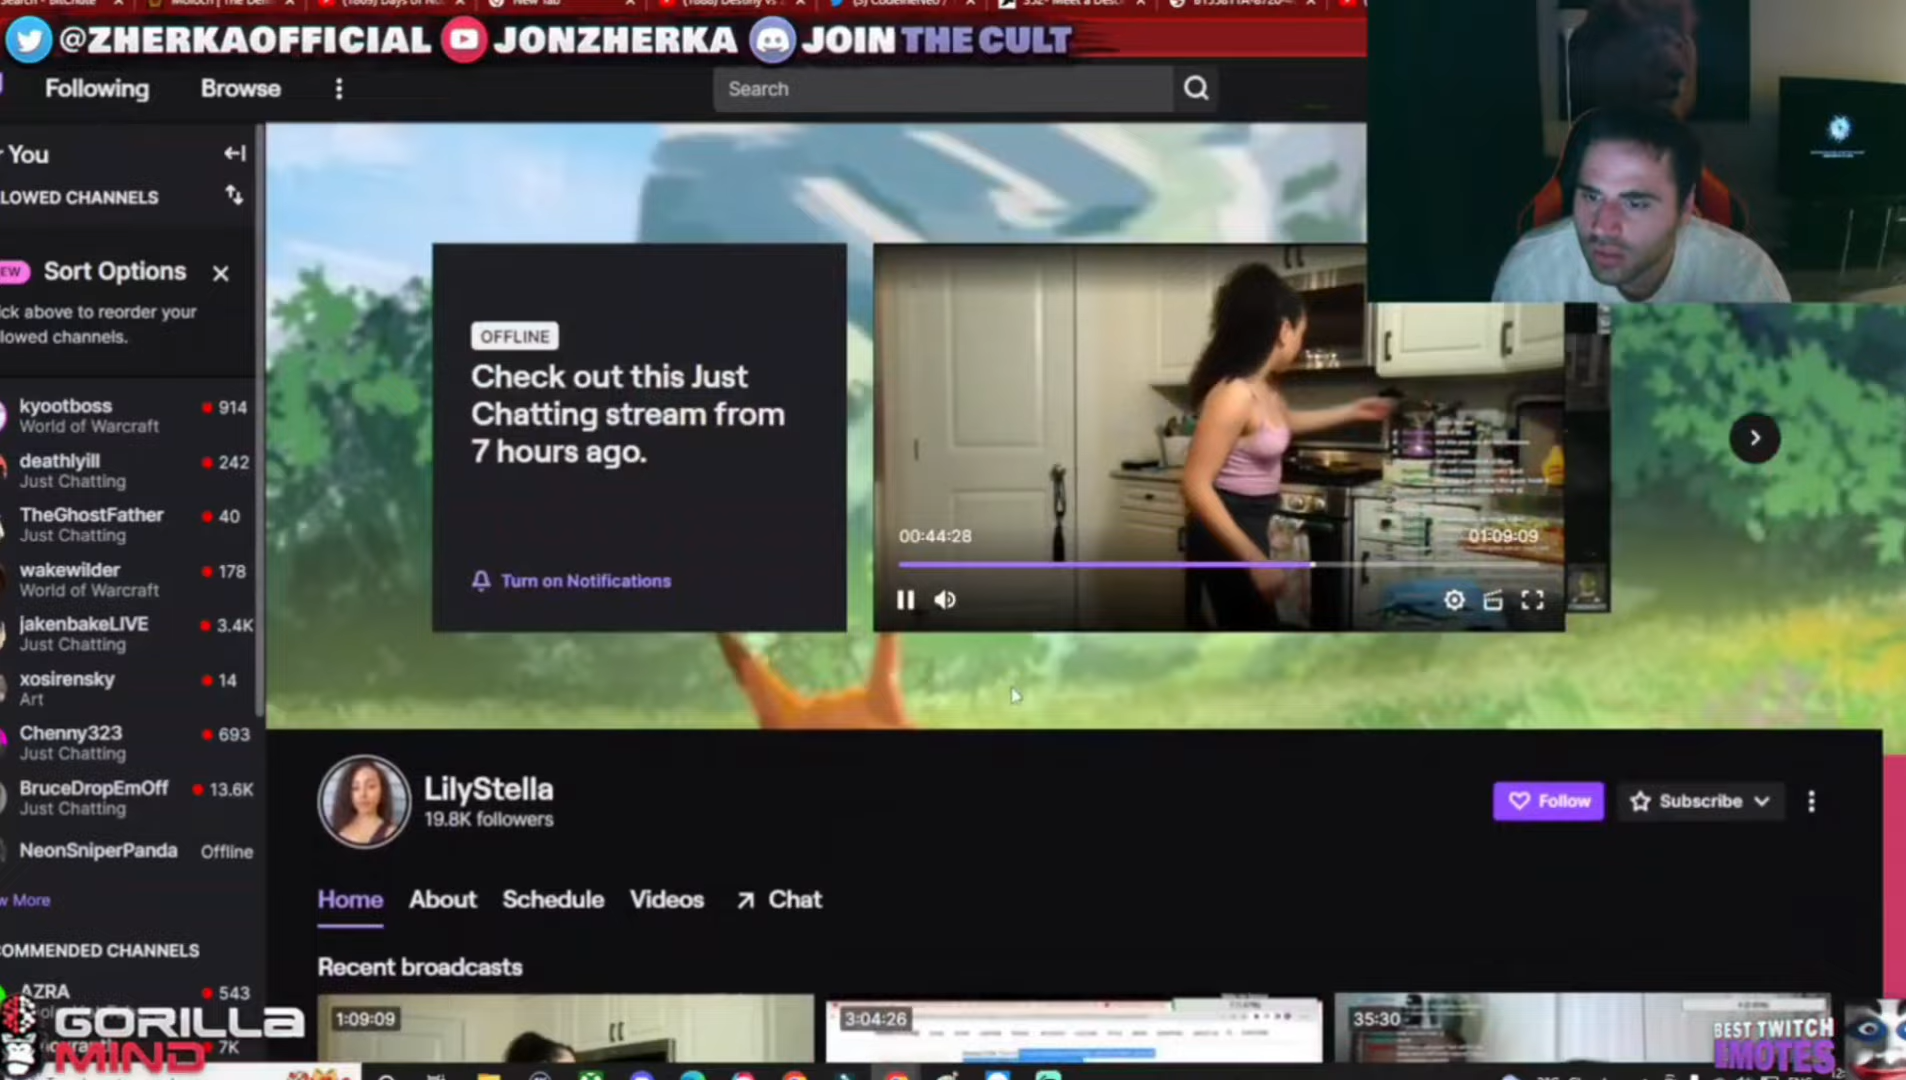 @ZHERKAOFFICIAL JONZHERKA JOIN THE CULT
Following Browse
Search
You
LOWED CHANNELS
Sort Options
ick above to reorder your
lowed channels.
kyootboss 914
World of Warcraft
deathlyill 242
Just Chatting
TheGhostFather 40
Just Chatting
wakewilder 178
World of Warcraft
jakenbakeLIVE 3.4K
Just Chatting
xosirensky 14
Art
Chenny323 693
Just Chatting
BruceDropEmOff 13.6K
Just Chatting
NeonSniperPanda Offline
w More
OMMENDED CHANNELS
AZRA 543
7K
GORILLA
MIND
OFFLINE
Check out this Just
Chatting stream from
7 hours ago.
Turn on Notifications
00:44:28 01:09:09
LilyStella
19.8K followers
Follow Subscribe
Home About Schedule Videos Chat
Recent broadcasts
1:09:09 3:04:26 35:30
BEST TWITCH
EMOTES